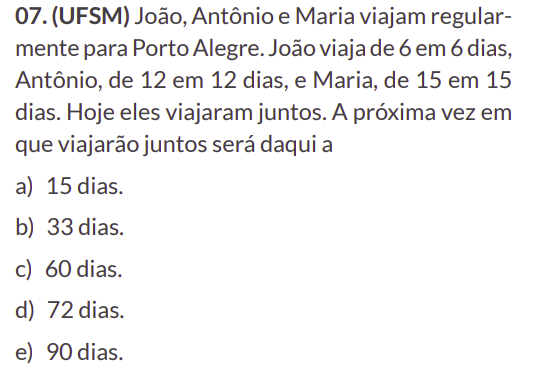 07. (UFSM) João, Antônio e Maria viajam regular-
mente para Porto Alegre. João viaja de 6 em 6 dias,
Antônio, de 12 em 12 dias, e Maria, de 15 em 15
dias. Hoje eles viajaram juntos. A próxima vez em
que viajarão juntos será daqui a
a) 15 dias.
b) 33 dias.
c) 60 dias.
d) 72 dias.
e) 90 dias.